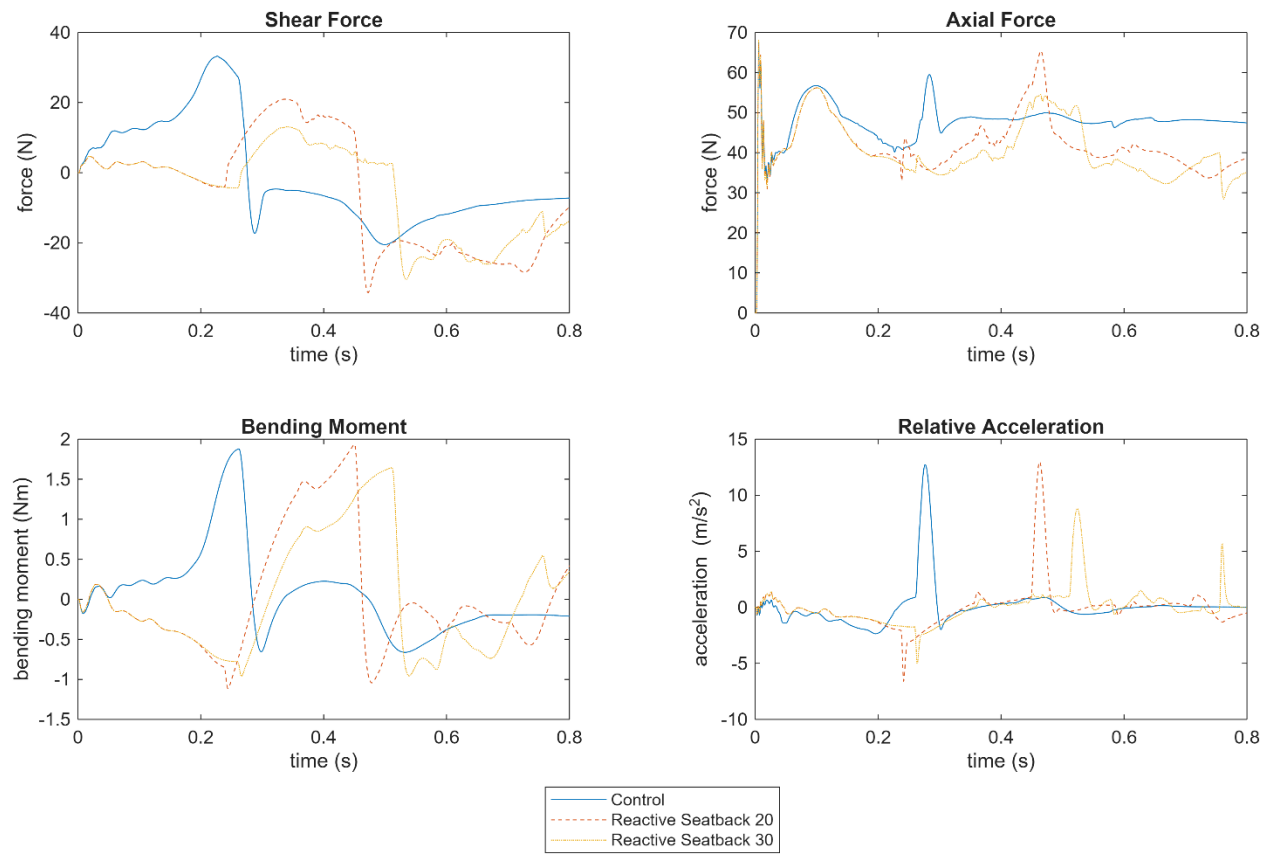 Shear Force
40
20
0
-20
-40
force (N)
0 0.2 0.4 0.6 0.8
time (s)
Axial Force
70
60
50
40
30
20
10
0
force (N)
0 0.2 0.4 0.6 0.8
time (s)
Bending Moment
2
1.5
1
0.5
0
-0.5
-1
-1.5
bending moment (Nm)
0 0.2 0.4 0.6 0.8
time (s)
Relative Acceleration
15
10
5
0
-5
-10
acceleration (m/s²)
0 0.2 0.4 0.6 0.8
time (s)
Control
Reactive Seatback 20
Reactive Seatback 30